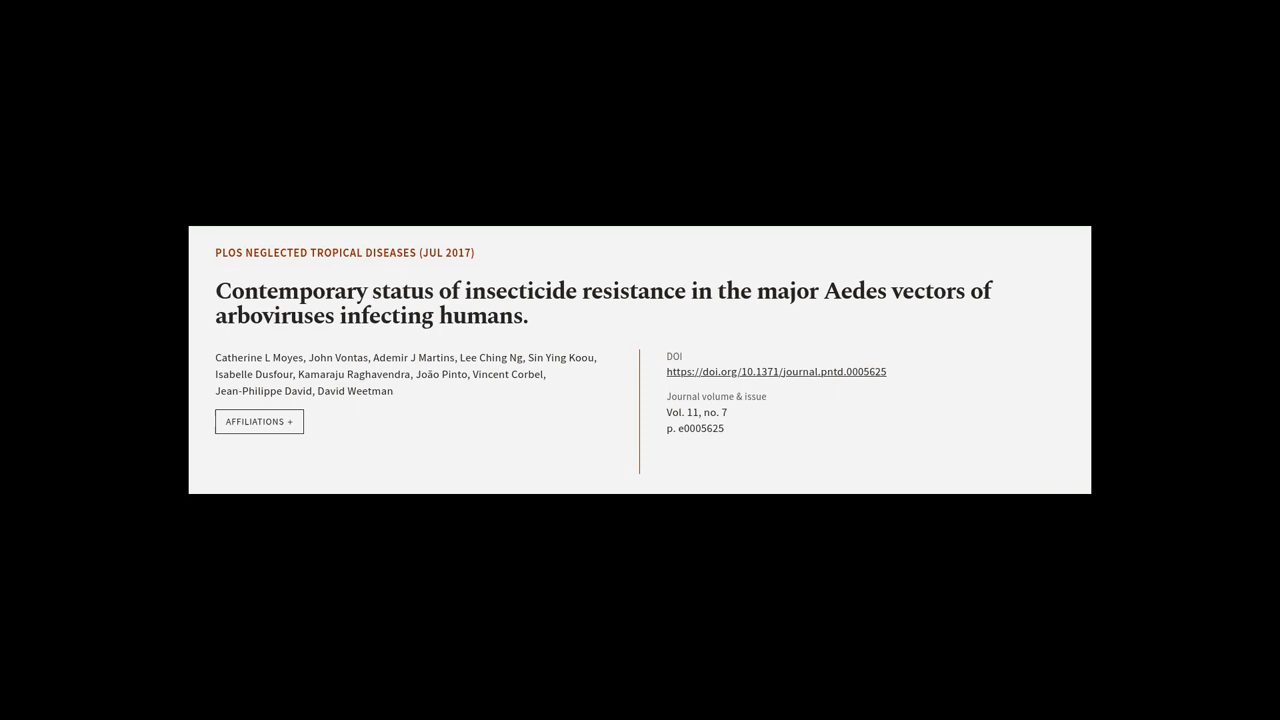 PLOS NEGLECTED TROPICAL DISEASES (JUL 2017)
Contemporary status of insecticide resistance in the major Aedes vectors of
arboviruses infecting humans.
Catherine L Moyes, John Vontas, Ademir J Martins, Lee Ching Ng, Sin Ying Koou,
Isabelle Dusfour, Kamaraju Raghavendra, João Pinto, Vincent Corbel,
Jean-Philippe David, David Weetman
AFFILIATIONS +
DOI
https://doi.org/10.1371/journal.pntd.0005625
Journal volume & issue
Vol. 11, no. 7
p. e0005625